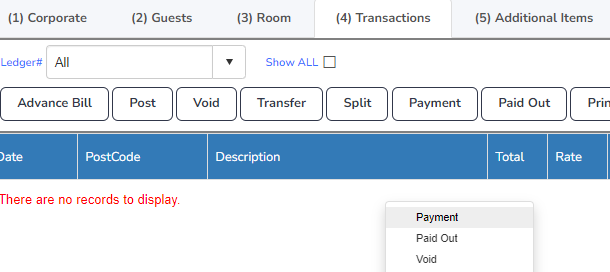 (1) Corporate (2) Guests (3) Room (4) Transactions (5) Additional Items
Ledger# All Show ALL
Advance Bill Post Void Transfer Split Payment Paid Out Prin
Date PostCode Description Total Rate
There are no records to display.
Payment
Paid Out
Void